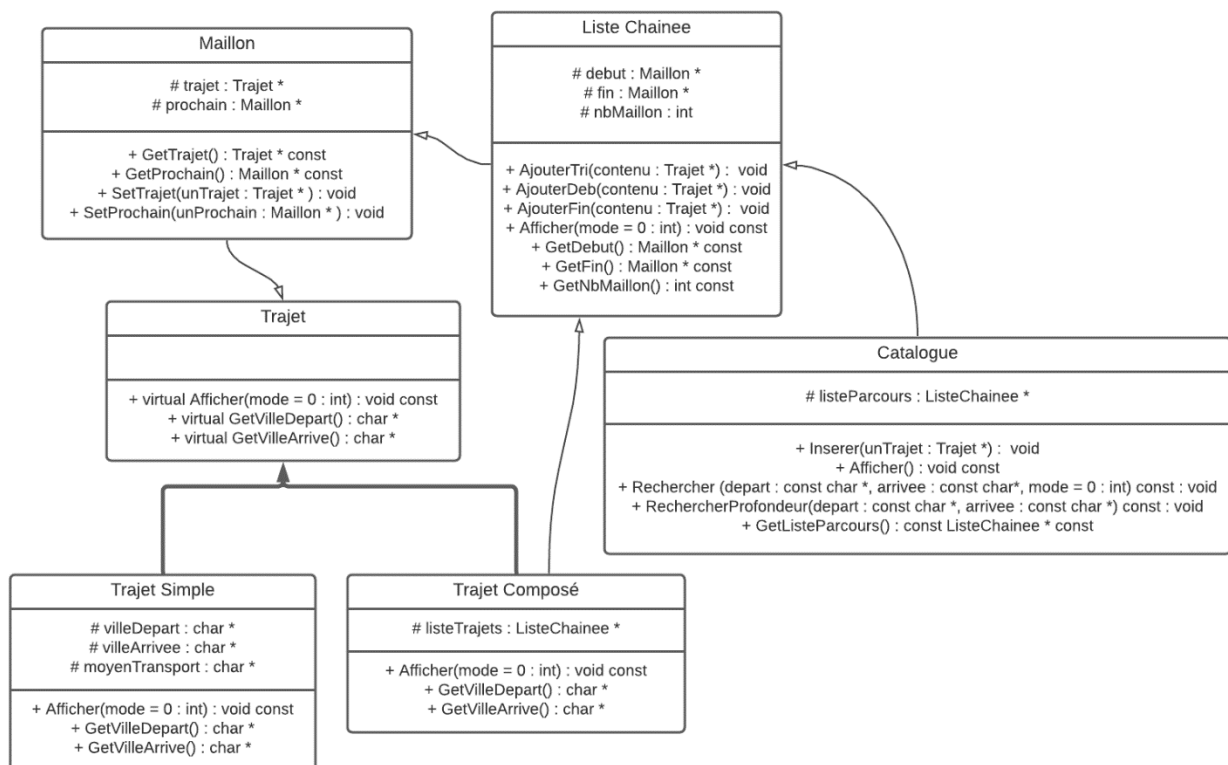 Maillon
# trajet : Trajet *
# prochain : Maillon *
+ GetTrajet() : Trajet * const
+ GetProchain() : Maillon * const
+ SetTrajet(unTrajet : Trajet * ) : void
+ SetProchain(unProchain : Maillon * ) : void
Liste Chainee
# debut : Maillon *
# fin : Maillon *
# nbMaillon : int
+ AjouterTri(contenu : Trajet *) :  void
+ AjouterDeb(contenu : Trajet *) : void
+ AjouterFin(contenu : Trajet *) :  void
+ Afficher(mode = 0 : int) : void const
+ GetDebut() : Maillon * const
+ GetFin() : Maillon * const
+ GetNbMaillon() : int const
Trajet
+ virtual Afficher(mode = 0 : int) : void const
+ virtual GetVilleDepart() : char *
+ virtual GetVilleArrive() : char *
Catalogue
# listeParcours : ListeChainee *
+ Inserer(unTrajet : Trajet *) :  void
+ Afficher() : void const
+ Rechercher (depart : const char *, arrivee : const char*, mode = 0 : int) const : void
+ RechercherProfondeur(depart : const char *, arrivee : const char *) const : void
+ GetListeParcours() : const ListeChainee * const
Trajet Simple
# villeDepart : char *
# villeArrivee : char *
# moyenTransport : char *
+ Afficher(mode = 0 : int) : void const
+ GetVilleDepart() : char *
+ GetVilleArrive() : char *
Trajet Composé
# listeTrajets : ListeChainee *
+ Afficher(mode = 0 : int) : void const
+ GetVilleDepart() : char *
+ GetVilleArrive() : char *